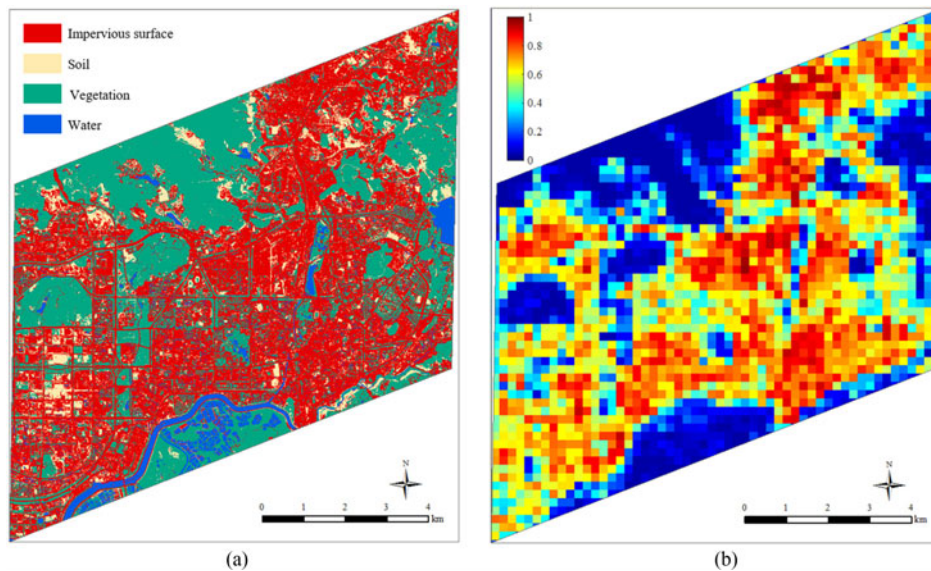 Impervious surface
Soil
Vegetation
Water
N
0 1 2 3 4
km
(a)
1
0.8
0.6
0.4
0.2
0
N
0 1 2 3 4
km
(b)